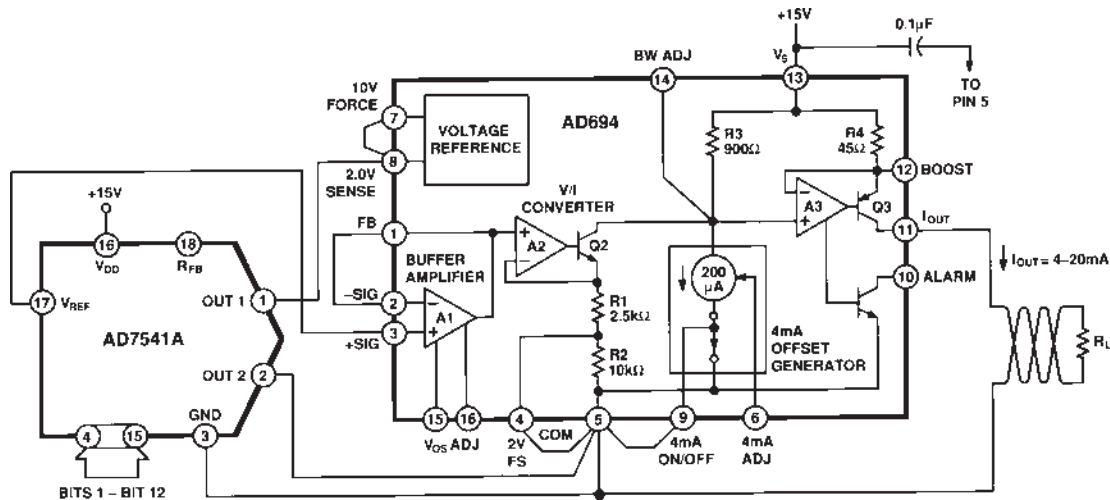 +15V
0.1µF
TO
PIN 5
VS
13
BW ADJ
14
10V
FORCE
7
VOLTAGE
REFERENCE
AD694
R3
900Ω
R4
45Ω
8
2.0V
SENSE
12
BOOST
V/I
CONVERTER
A3
Q3
IOUT
11
FB
1
A2
Q2
BUFFER
AMPLIFIER
200
µA
10
ALARM
IOUT = 4–20mA
–SIG
2
A1
3
+SIG
R1
2.5kΩ
R2
10kΩ
4mA
OFFSET
GENERATOR
RL
+15V
16
VDD
18
RFB
17
VREF
OUT 1
1
AD7541A
OUT 2
2
GND
3
4
15
BITS 1 – BIT 12
15
16
VOS ADJ
4
2V
FS
COM
5
9
4mA
ON/OFF
6
4mA
ADJ